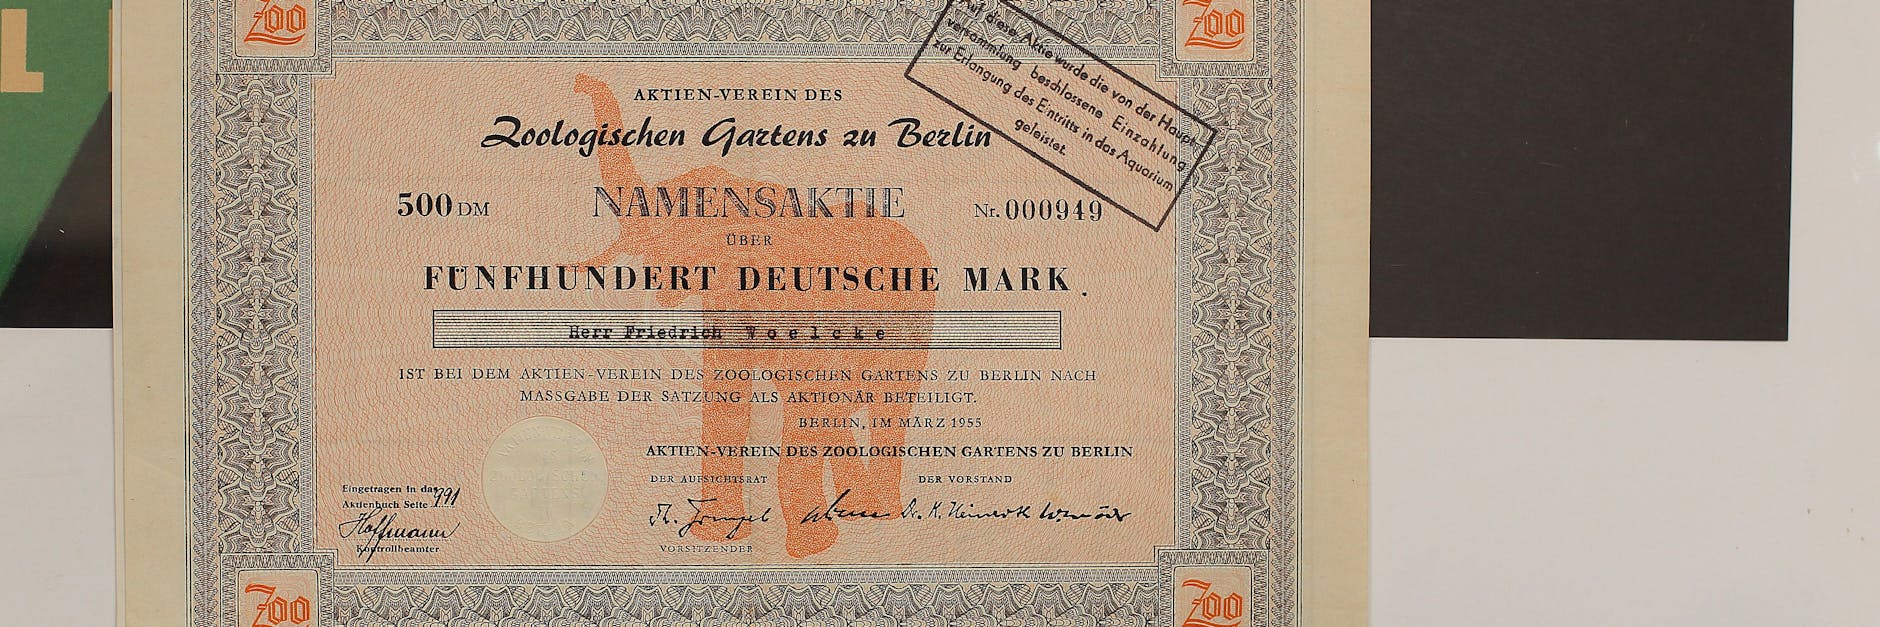 Zoo
Zoo
Auf diese Aktie wurde die von der Haupt
versammlung beschlossene Einzahlung
zur Erlangung des Eintritts in das Aquarium
geleistet.
AKTIEN-VEREIN DES
Zoologischen Gartens zu Berlin
500 DM NAMENSAKTIE Nr. 000949
ÜBER
FÜNFHUNDERT DEUTSCHE MARK.
Herr Friedrich Woelcke
IST BEI DEM AKTIEN-VEREIN DES ZOOLOGISCHEN GARTENS ZU BERLIN NACH
MASSGABE DER SATZUNG ALS AKTIONÄR BETEILIGT.
BERLIN, IM MÄRZ 1955
AKTIEN-VEREIN DES ZOOLOGISCHEN GARTENS ZU BERLIN
DER AUFSICHTSRAT DER VORSTAND
Eingetragen in das
Aktienbuch Seite 991
Hoffmann
Kontrollbeamter
VORSITZENDER
Zoo
Zoo